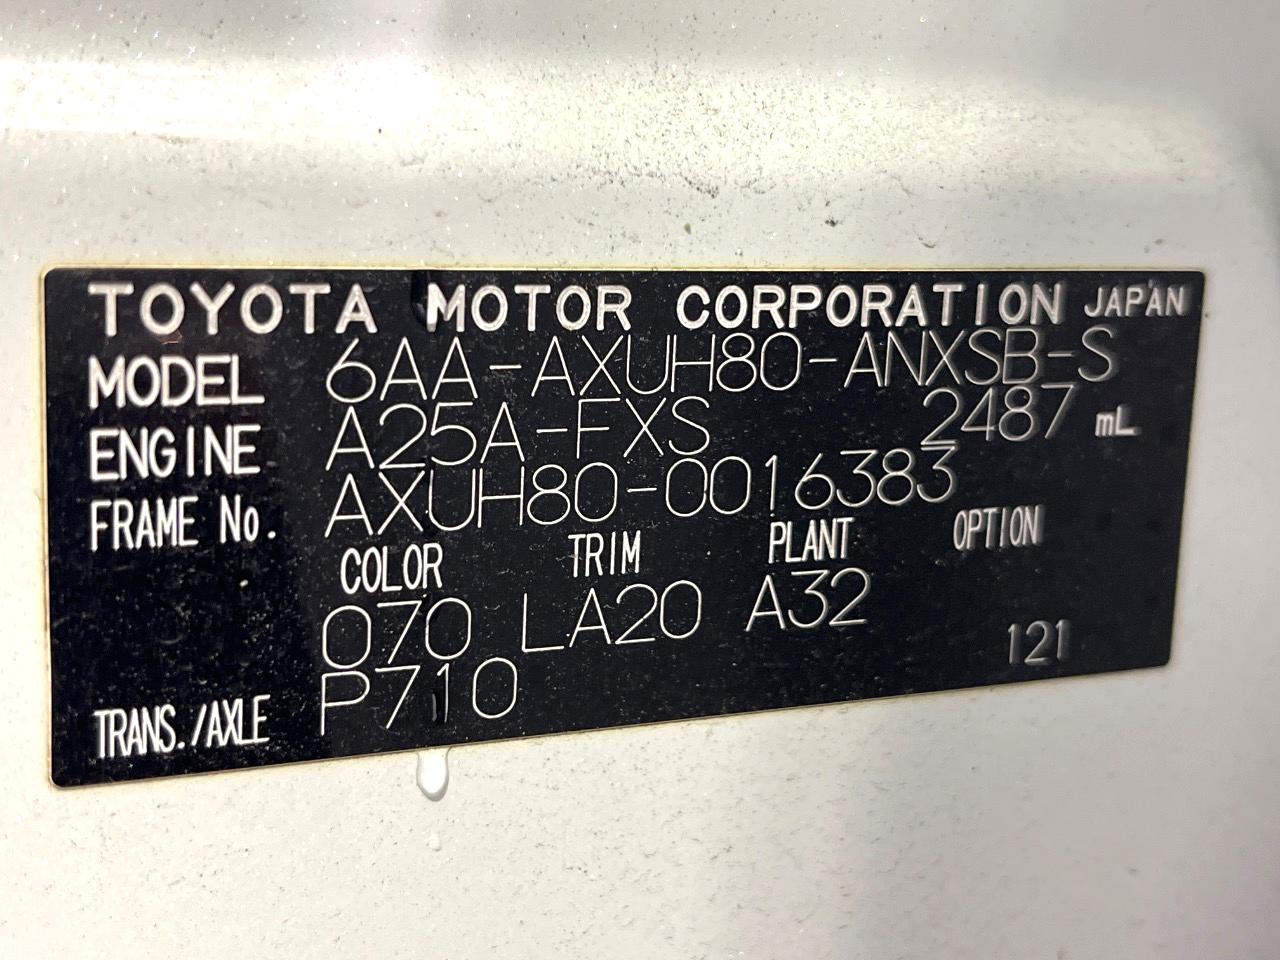 TOYOTA MOTOR CORPORATION JAPAN
MODEL 6AA-AXUH80-ANXSB-S
ENGINE A25A-FXS 2487 mL
FRAME No. AXUH80-0016383
COLOR TRIM PLANT OPTION
070 LA20 A32
121
TRANS./AXLE P710